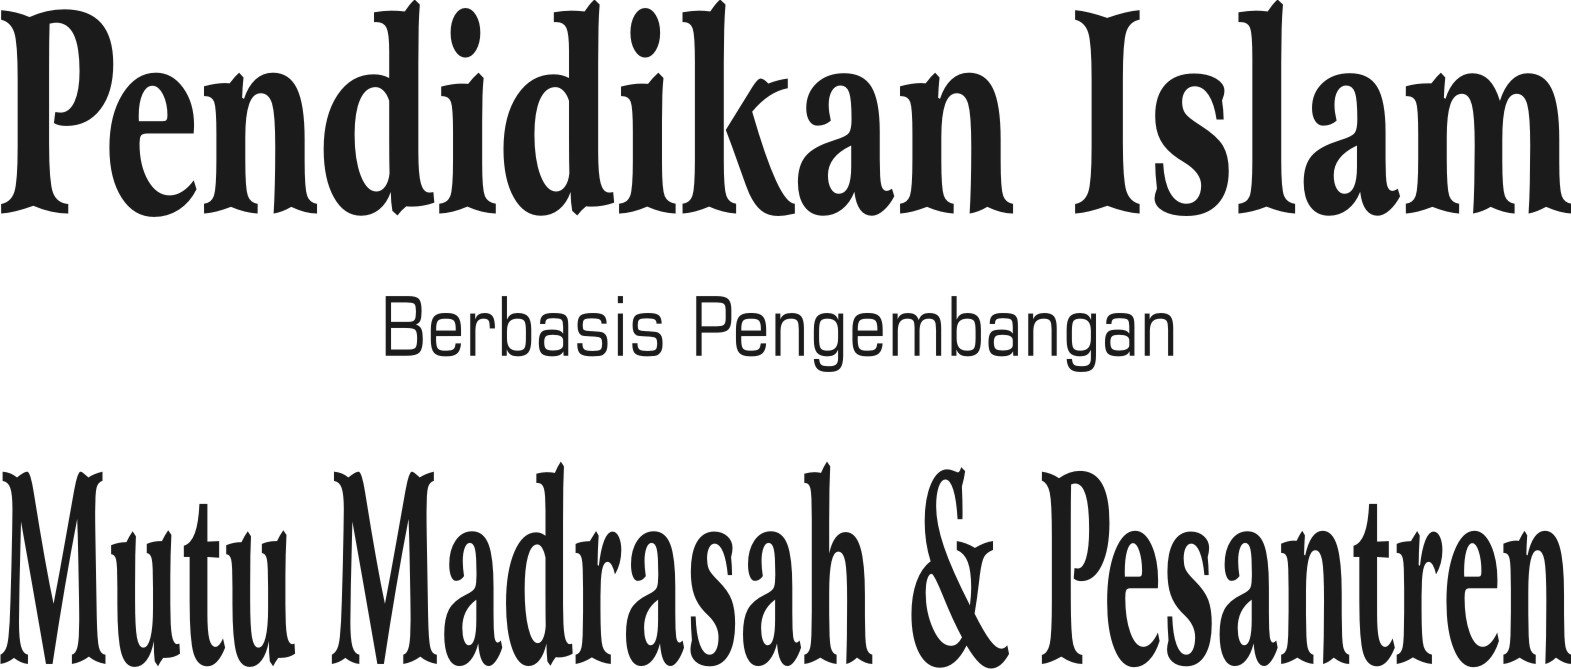 Pendidikan Islam
Berbasis Pengembangan
Mutu Madrasah & Pesantren